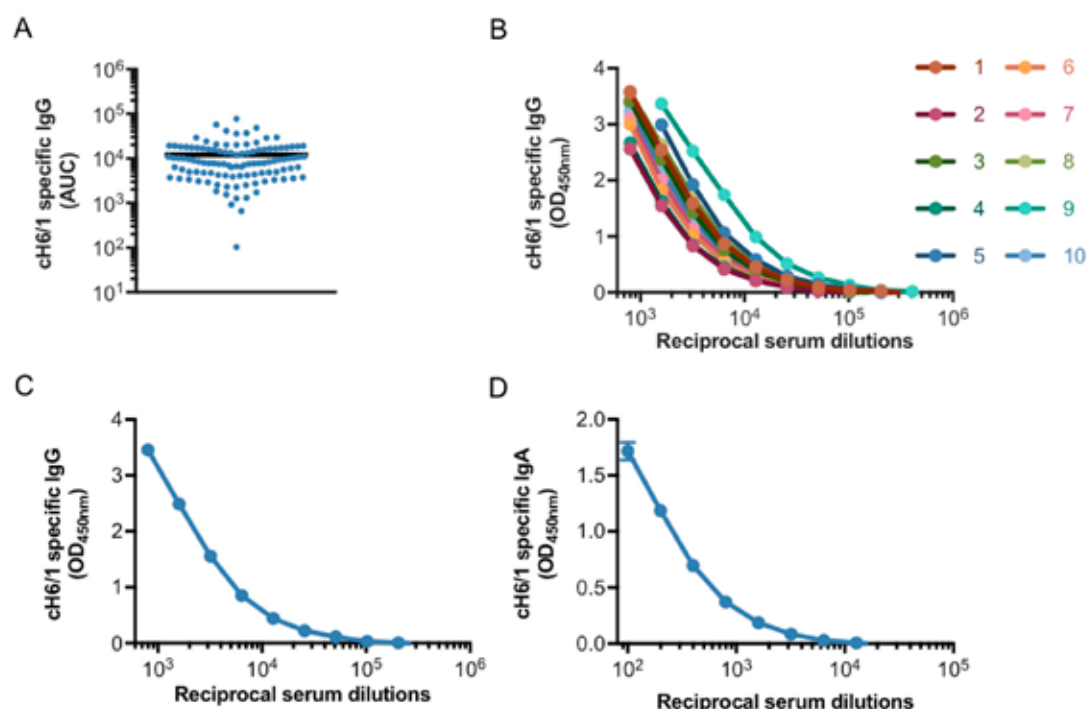 A
cH6/1 specific IgG
(AUC)
10⁶
10⁵
10⁴
10³
10²
10¹
B
cH6/1 specific IgG
(OD450nm)
4
3
2
1
0
10³ 10⁴ 10⁵ 10⁶
Reciprocal serum dilutions
1 6
2 7
3 8
4 9
5 10
C
cH6/1 specific IgG
(OD450nm)
4
3
2
1
0
10³ 10⁴ 10⁵ 10⁶
Reciprocal serum dilutions
D
cH6/1 specific IgA
(OD450nm)
2.0
1.5
1.0
0.5
0.0
10² 10³ 10⁴ 10⁵
Reciprocal serum dilutions